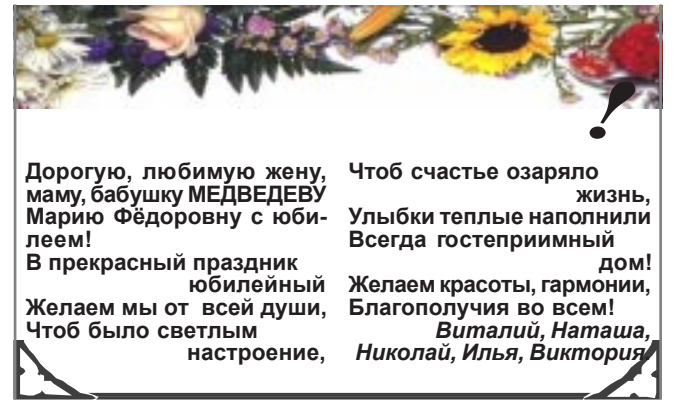 !
Дорогую, любимую жену,
маму, бабушку МЕДВЕДЕВУ
Марию Фёдоровну с юби-
леем!
В прекрасный праздник
юбилейный
Желаем мы от всей души,
Чтоб было светлым
настроение,
Чтоб счастье озаряло
жизнь,
Улыбки теплые наполнили
Всегда гостеприимный
дом!
Желаем красоты, гармонии,
Благополучия во всем!
Виталий, Наташа,
Николай, Илья, Виктория.